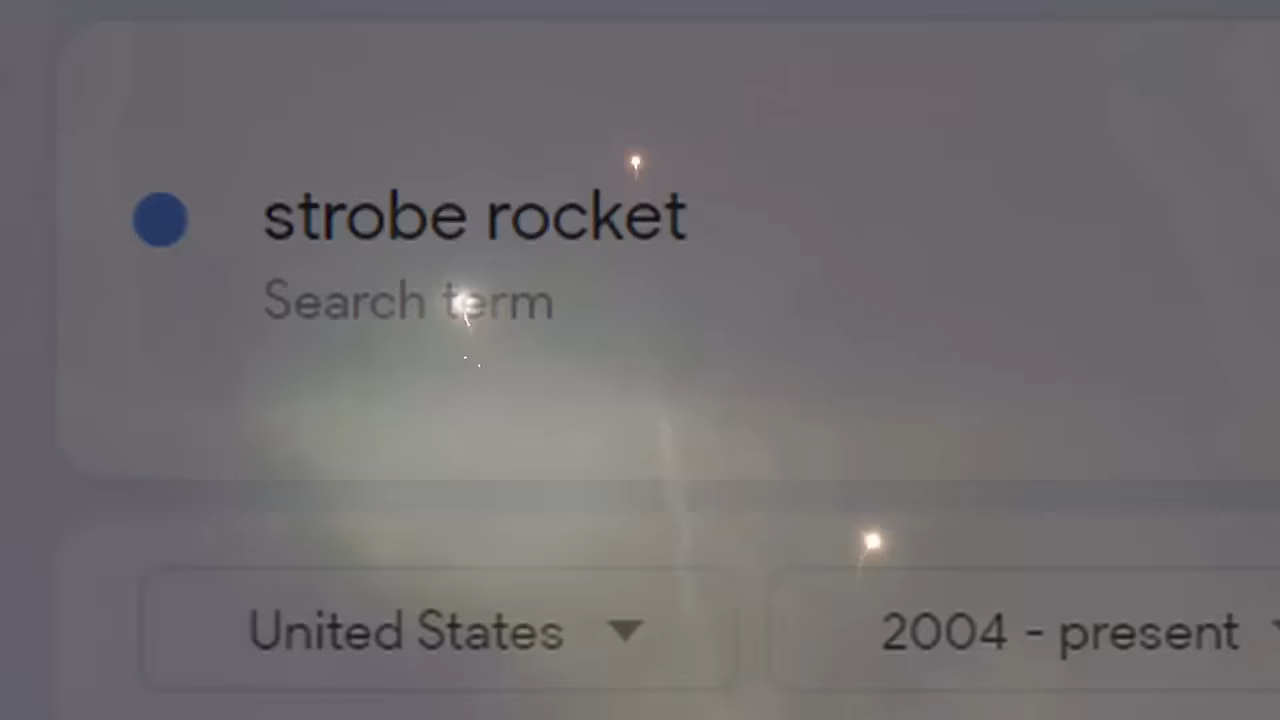 strobe rocket
Search term
United States
2004 - present